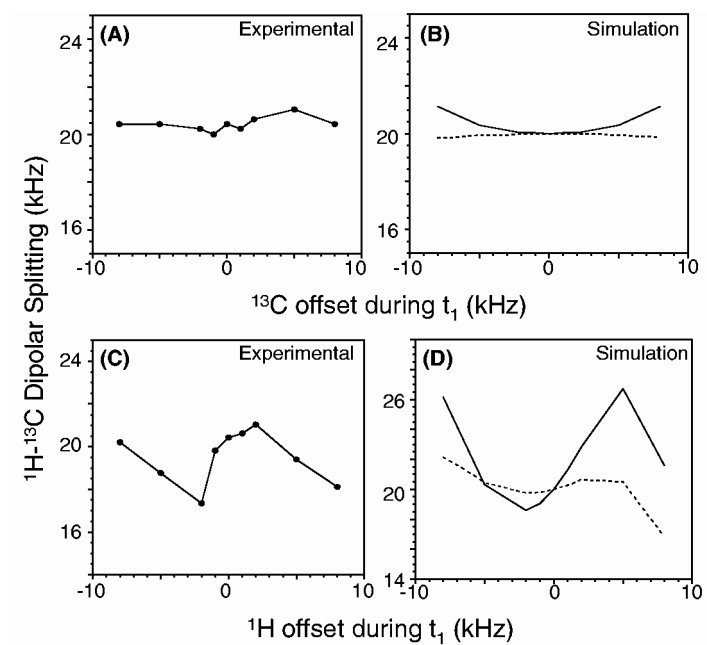 (A) Experimental
24
20
16
-10 0 10
(B) Simulation
24
20
16
-10 0 10
¹³C offset during t₁ (kHz)
¹H-¹³C Dipolar Splitting (kHz)
(C) Experimental
24
20
16
-10 0 10
(D) Simulation
26
20
14
-10 0 10
¹H offset during t₁ (kHz)